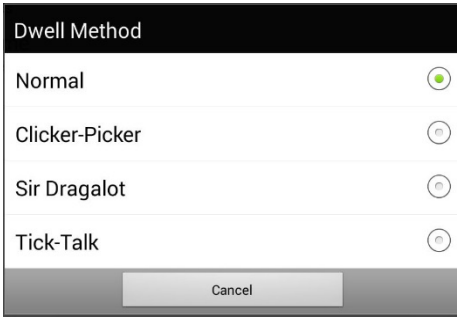 Dwell Method
Normal
Clicker-Picker
Sir Dragalot
Tick-Talk
Cancel